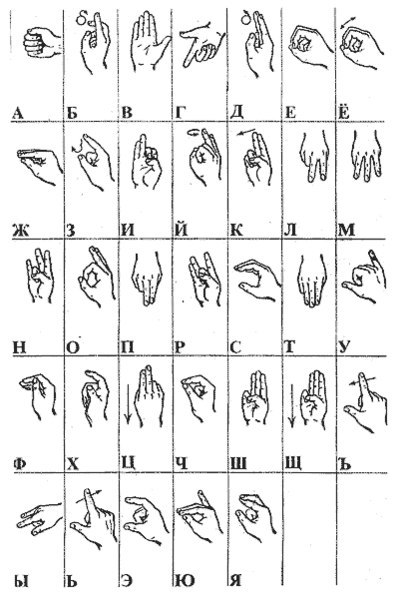 А Б В Г Д Е Ё
Ж З И Й К Л М
Н О П Р С Т У
Ф Х Ц Ч Ш Щ Ъ
Ы Ь Э Ю Я